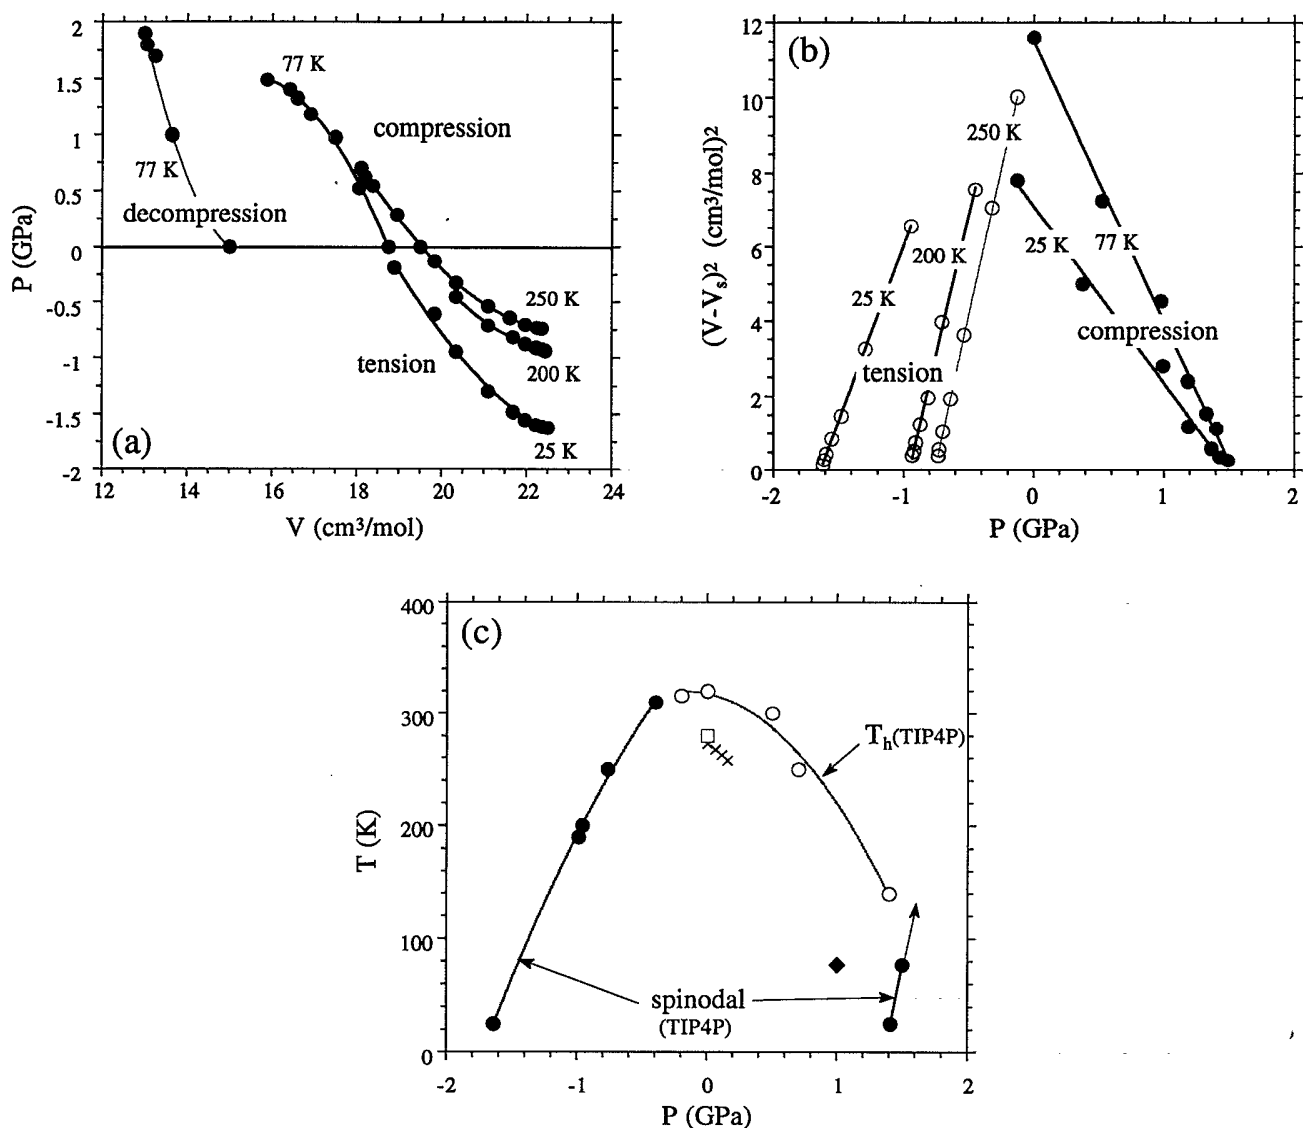 (a)
P (GPa)
2
1.5
1
0.5
0
-0.5
-1
-1.5
-2
77 K
77 K
compression
decompression
tension
250 K
200 K
25 K
12 14 16 18 20 22 24
V (cm³/mol)
(b)
(V-Vₛ)² (cm³/mol)²
12
10
8
6
4
2
0
250 K
200 K
25 K
tension
25 K
77 K
compression
-2 -1 0 1 2
P (GPa)
(c)
T (K)
400
300
200
100
0
Tₕ(TIP4P)
spinodal
(TIP4P)
-2 -1 0 1 2
P (GPa)